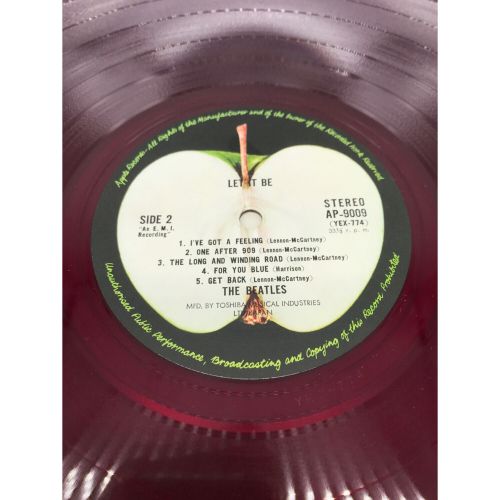 Apple Records · All Rights of the Manufacturer and of the Owner of the Recorded Work Reserved
LET IT BE
SIDE 2
"An E.M.I.
Recording"
STEREO
AP-9009
(YEX-774)
33⅓ r.p.m.
1. I'VE GOT A FEELING (Lennon-McCartney)
2. ONE AFTER 909 (Lennon-McCartney)
3. THE LONG AND WINDING ROAD (Lennon-McCartney)
4. FOR YOU BLUE (Harrison)
5. GET BACK (Lennon-McCartney)
THE BEATLES
MFD. BY TOSHIBA MUSICAL INDUSTRIES
LTD. JAPAN
Unauthorised Public Performance, Broadcasting and Copying of this Record Prohibited